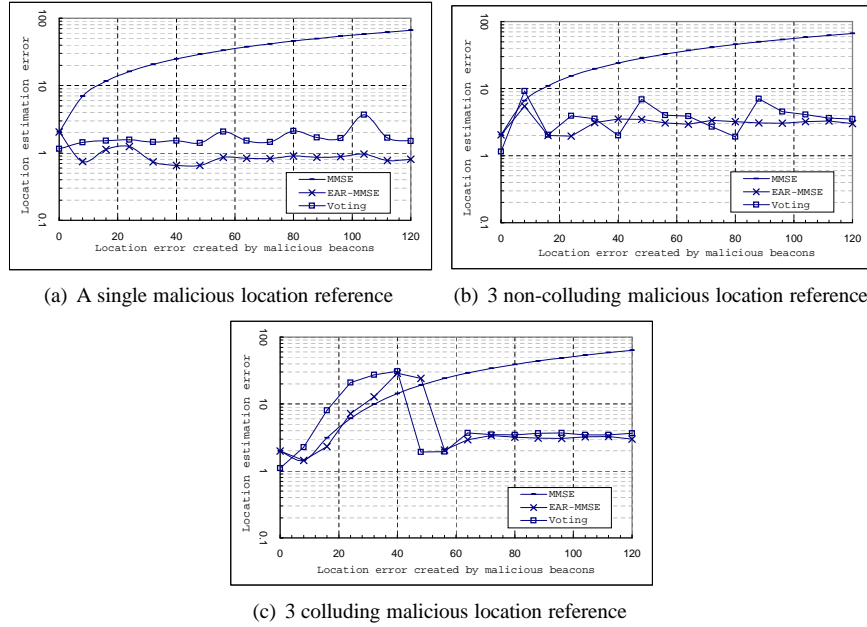 100
10
1
0.1
Location estimation error
MMSE
EAR-MMSE
Voting
0 20 40 60 80 100 120
Location error created by malicious beacons
(a) A single malicious location reference
100
10
1
0.1
Location estimation error
MMSE
EAR-MMSE
Voting
0 20 40 60 80 100 120
Location error created by malicious beacons
(b) 3 non-colluding malicious location reference
100
10
1
0.1
Location estimation error
MMSE
EAR-MMSE
Voting
0 20 40 60 80 100 120
Location error created by malicious beacons
(c) 3 colluding malicious location reference